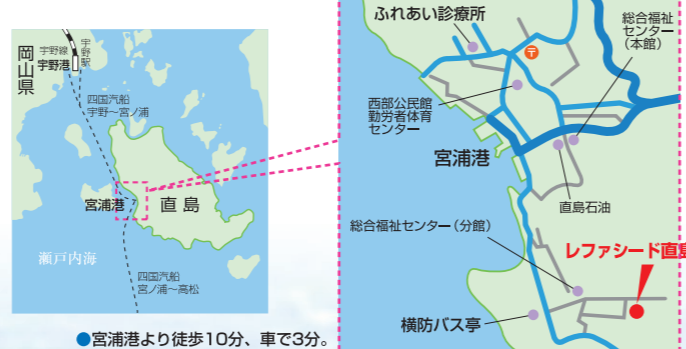 岡山県
宇野線
宇野港
宇野駅
四国汽船
宇野～宮ノ浦
宮浦港
直島
瀬戸内海
四国汽船
宮ノ浦～高松
●宮浦港より徒歩10分、車で3分。
ふれあい診療所
〒
総合福祉
センター
(本館)
西部公民館
勤労者体育
センター
宮浦港
直島石油
総合福祉センター(分館)
レファシード直島
横防バス亭